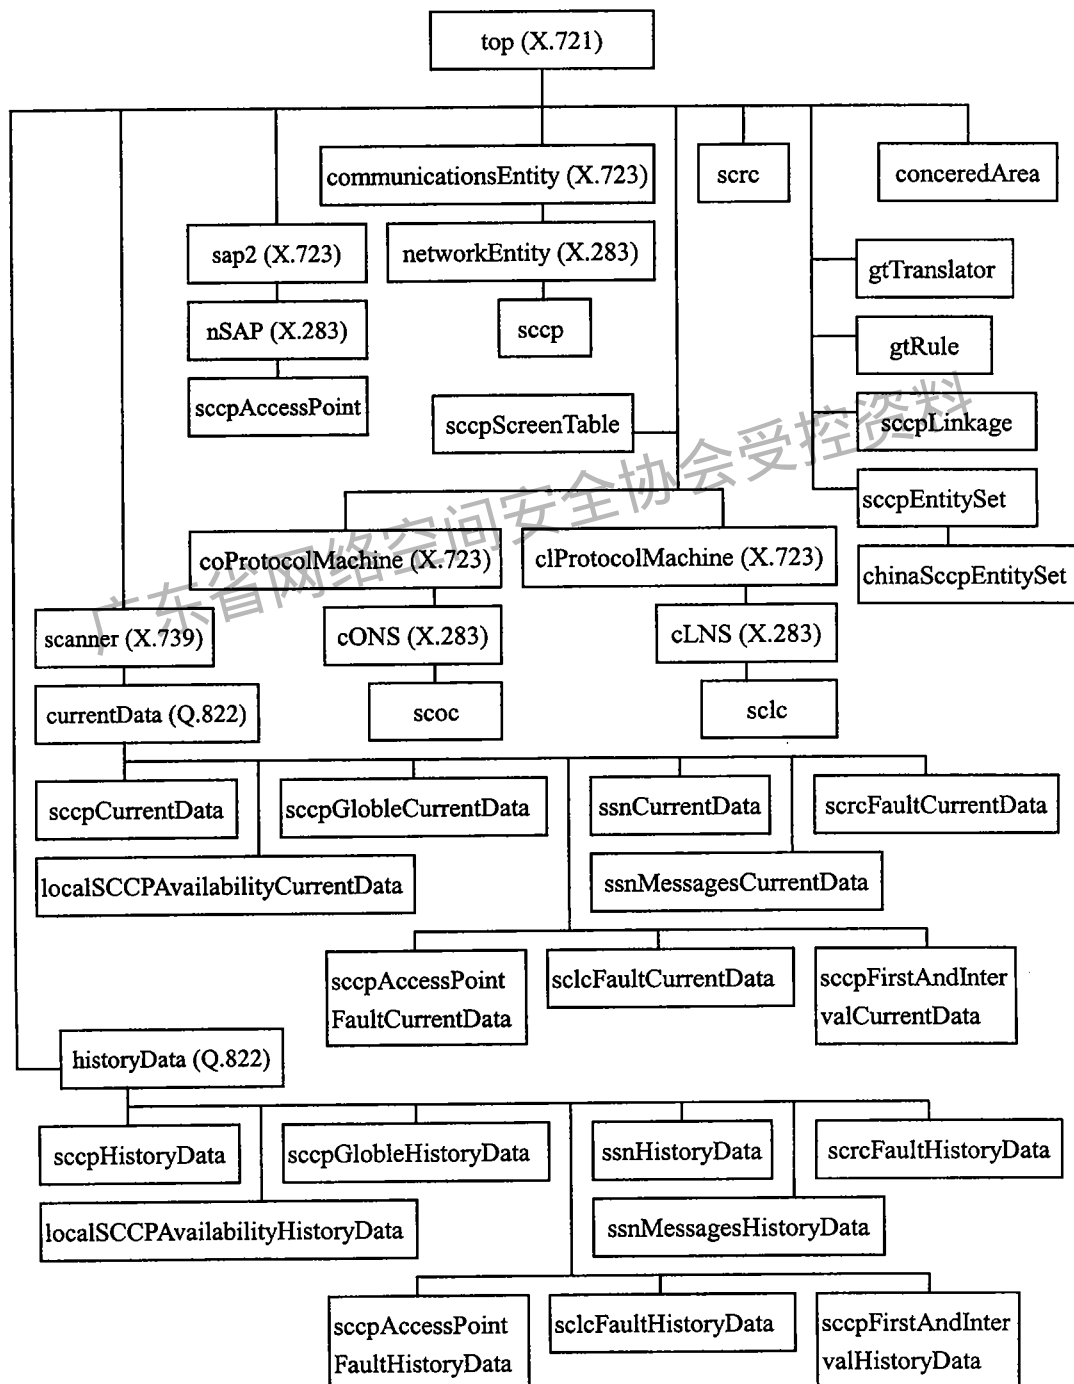 top (X.721)
communicationsEntity (X.723)
scrc
conceredArea
sap2 (X.723)
networkEntity (X.283)
gtTranslator
nSAP (X.283)
sccp
gtRule
sccpAccessPoint
sccpScreenTable
sccpLinkage
sccpEntitySet
coProtocolMachine (X.723)
clProtocolMachine (X.723)
chinaSccpEntitySet
scanner (X.739)
cONS (X.283)
cLNS (X.283)
currentData (Q.822)
scoc
sclc
sccpCurrentData
sccpGlobleCurrentData
ssnCurrentData
scrcFaultCurrentData
localSCCPAvailabilityCurrentData
ssnMessagesCurrentData
sccpAccessPoint
FaultCurrentData
sclcFaultCurrentData
sccpFirstAndInter
valCurrentData
historyData (Q.822)
sccpHistoryData
sccpGlobleHistoryData
ssnHistoryData
scrcFaultHistoryData
localSCCPAvailabilityHistoryData
ssnMessagesHistoryData
sccpAccessPoint
FaultHistoryData
sclcFaultHistoryData
sccpFirstAndInter
valHistoryData
广东省网络空间安全协会受控资料